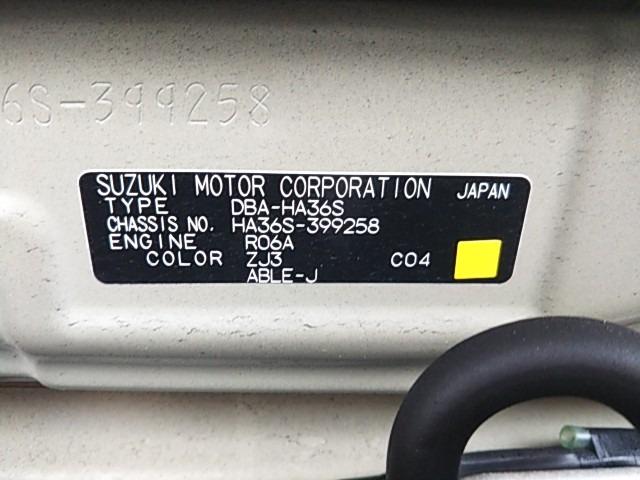 6S-399258
SUZUKI MOTOR CORPORATION JAPAN
TYPE DBA-HA36S
CHASSIS NO. HA36S-399258
ENGINE R06A
COLOR ZJ3 C04
ABLE-J